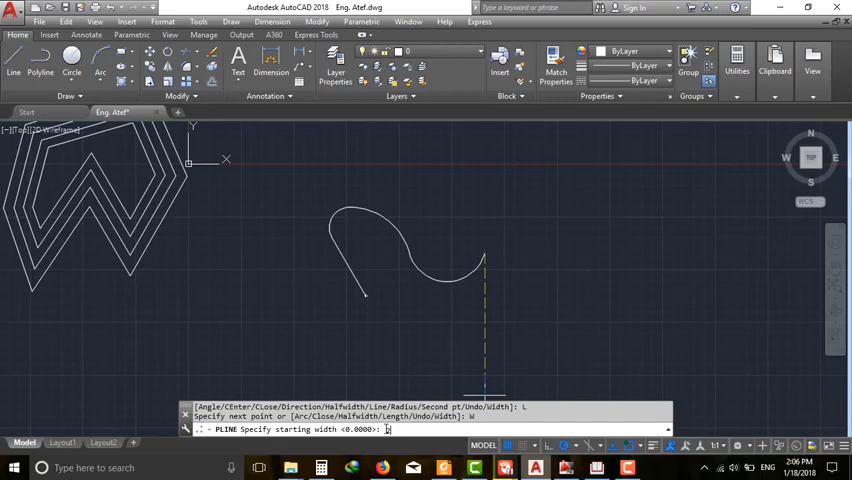 Autodesk AutoCAD 2018 Eng. Atef.dwg
Type a keyword or phrase
Sign In
File Edit View Insert Format Tools Draw Dimension Modify Parametric Window Help Express
Home Insert Annotate Parametric View Manage Output A360 Express Tools
0
ByLayer
ByLayer
ByLayer
Line Polyline Circle Arc
Text Dimension
Layer Properties
Insert
Match Properties
Group
Utilities
Clipboard
View
Draw Modify Annotation Layers Block Properties Groups
Start Eng. Atef*
[−][Top][2D Wireframe]
Y
X
N
W TOP E
S
WCS
[Angle/CEnter/CLose/Direction/Halfwidth/Line/Radius/Second pt/Undo/Width]: L
Specify next point or [Arc/Close/Halfwidth/Length/Undo/Width]: W
PLINE Specify starting width <0.0000>:
Model Layout1 Layout2
MODEL
1:1
Type here to search
2:06 PM
1/31/2018